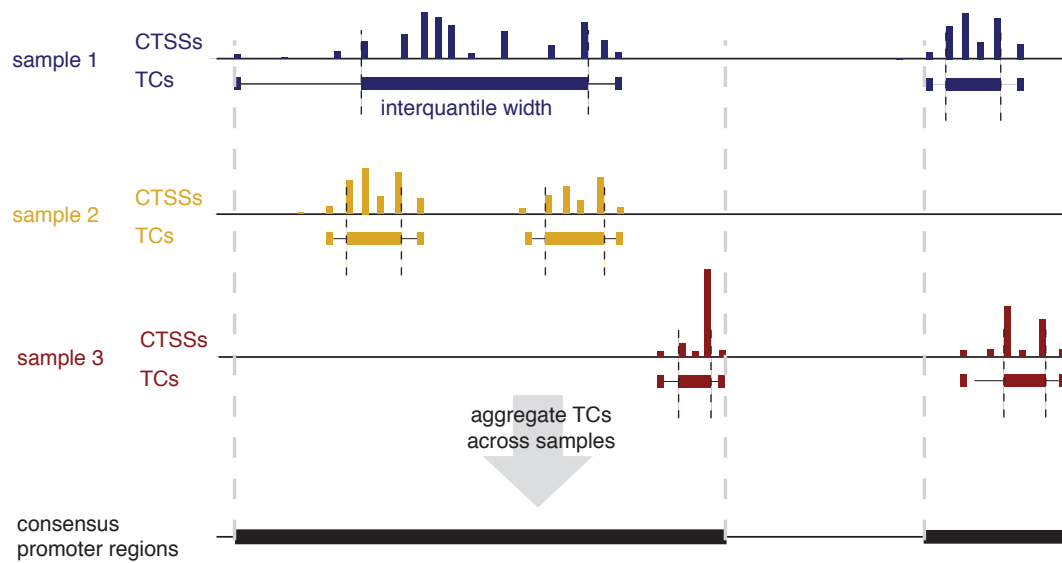 CTSSs
sample 1
TCs
interquantile width
CTSSs
sample 2
TCs
CTSSs
sample 3
TCs
aggregate TCs
across samples
consensus
promoter regions